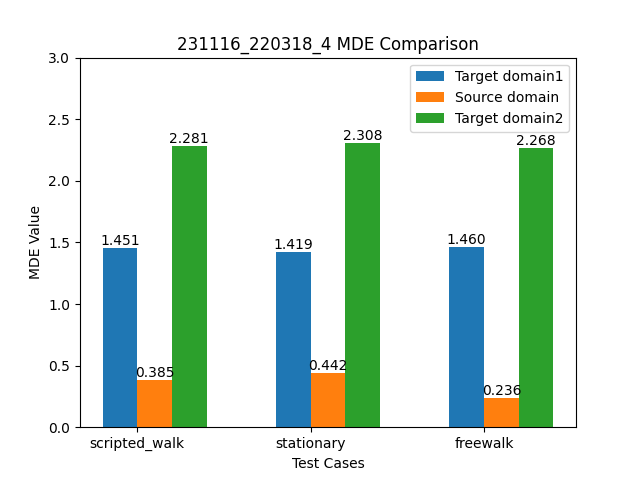 231116_220318_4 MDE Comparison
Target domain1
Source domain
Target domain2
3.0
2.5
2.0
1.5
1.0
0.5
0.0
MDE Value
1.451
0.385
2.281
1.419
0.442
2.308
1.460
0.236
2.268
scripted_walk
stationary
freewalk
Test Cases